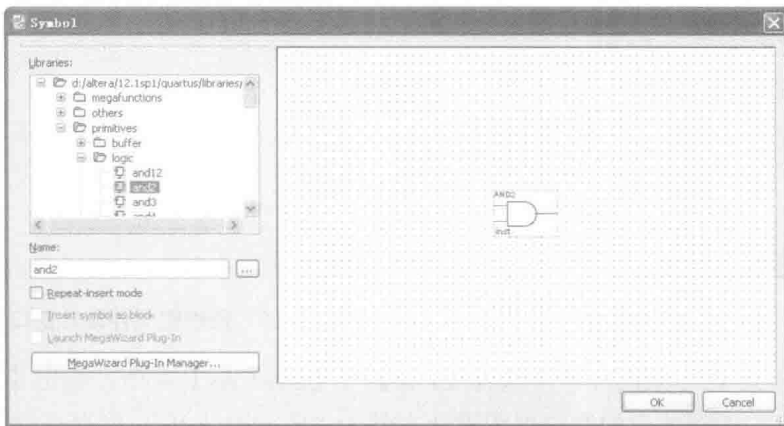 Symbol
Libraries:
d:/altera/12.1sp1/quartus/libraries/
megafunctions
others
primitives
buffer
logic
and12
and2
and3
and4
Name:
and2
...
Repeat-insert mode
Insert symbol as block
Launch MegaWizard Plug-In
MegaWizard Plug-In Manager...
AND2
inst
OK
Cancel